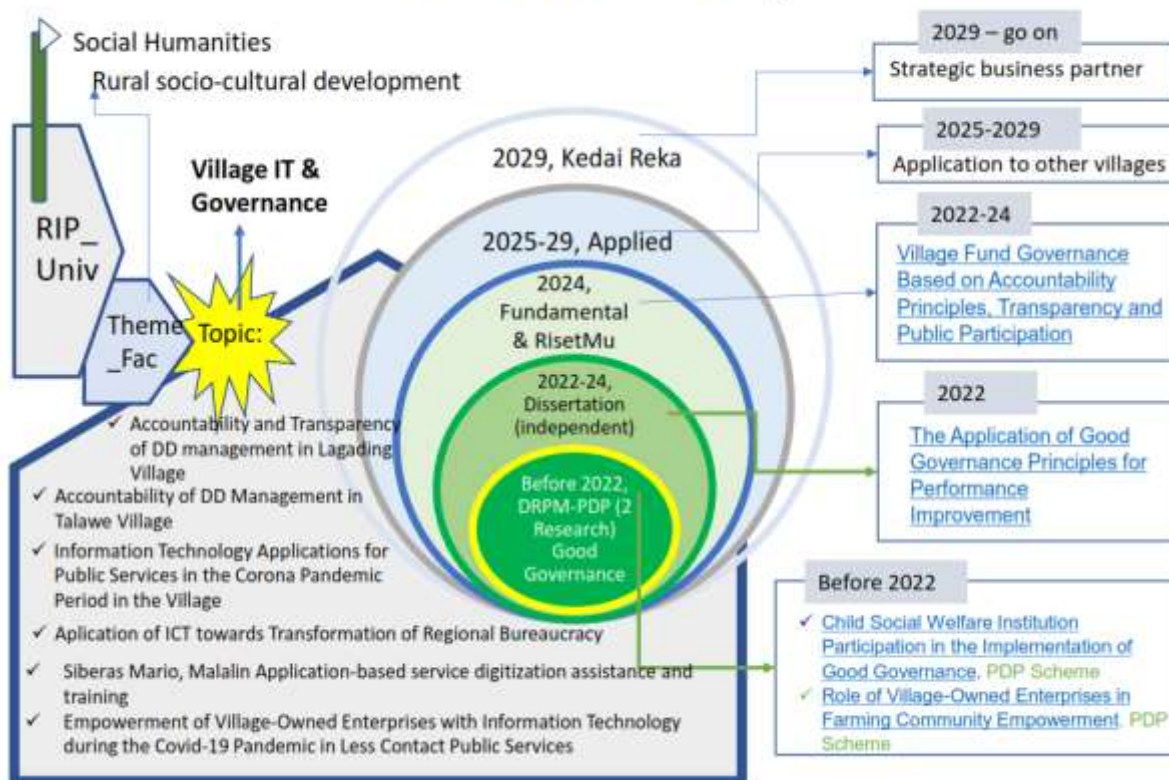 Social Humanities
Rural socio-cultural development
Village IT &
Governance
RIP_
Univ
Theme
_Fac
Topic:
2029, Kedai Reka
2025-29, Applied
2024,
Fundamental
& RisetMu
2022-24,
Dissertation
(independent)
Before 2022,
DRPM-PDP (2
Research)
Good
Governance
✓ Accountability and Transparency
of DD management in Lagading
Village
✓ Accountability of DD Management in
Talawe Village
✓ Information Technology Applications for
Public Services in the Corona Pandemic
Period in the Village
✓ Aplication of ICT towards Transformation of Regional Bureaucracy
✓ Siberas Mario, Malalin Application-based service digitization assistance and
training
✓ Empowerment of Village-Owned Enterprises with Information Technology
during the Covid-19 Pandemic in Less Contact Public Services
2029 – go on
Strategic business partner
2025-2029
Application to other villages
2022-24
Village Fund Governance
Based on Accountability
Principles, Transparency and
Public Participation
2022
The Application of Good
Governance Principles for
Performance
Improvement
Before 2022
✓ Child Social Welfare Institution
Participation in the Implementation of
Good Governance. PDP Scheme
✓ Role of Village-Owned Enterprises in
Farming Community Empowerment. PDP
Scheme